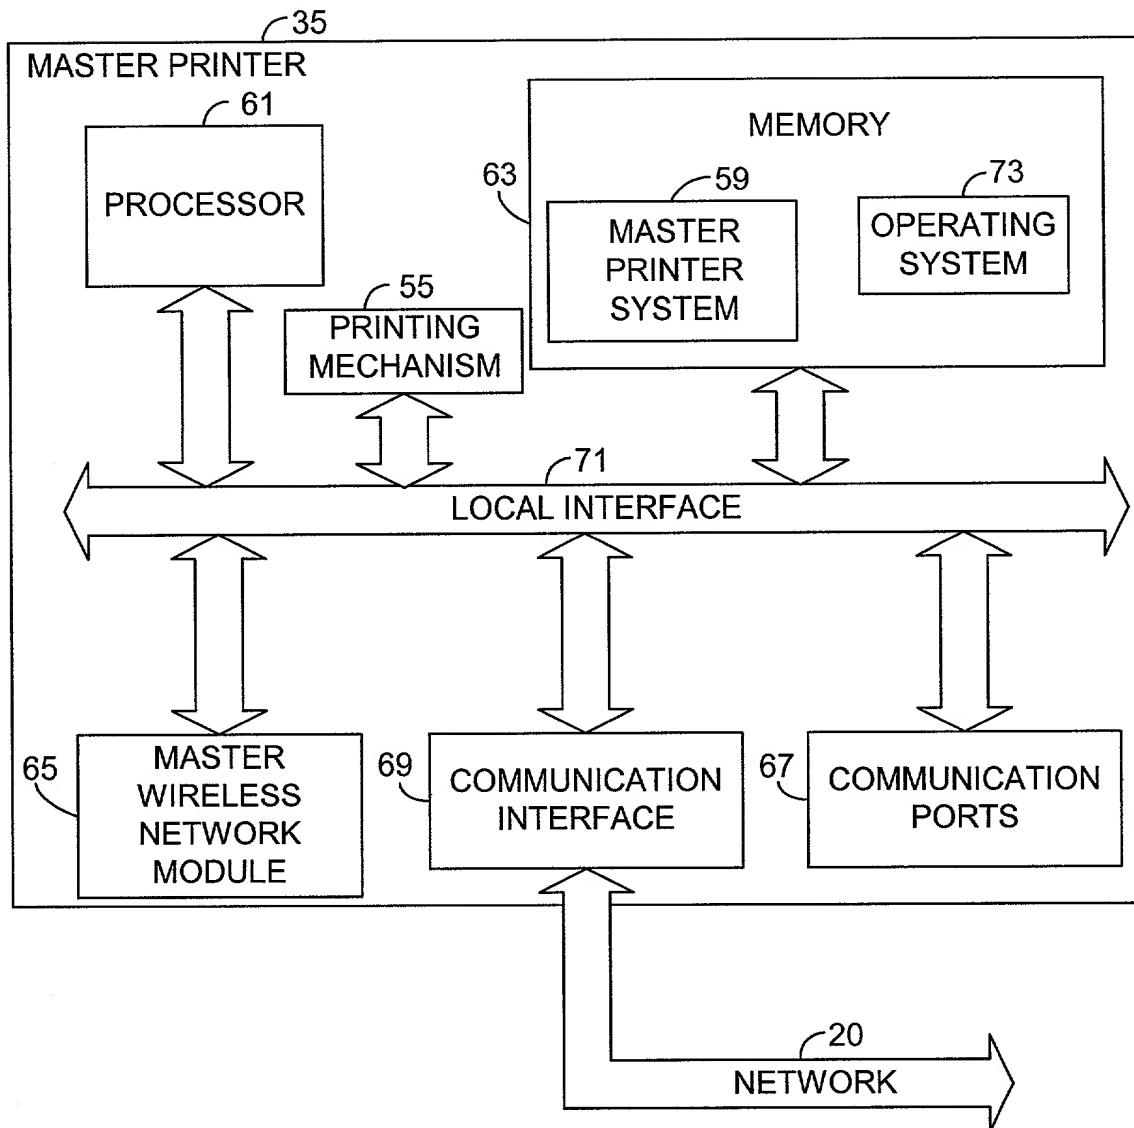 35
MASTER PRINTER
61
PROCESSOR
MEMORY
63
59
MASTER
PRINTER
SYSTEM
73
OPERATING
SYSTEM
55
PRINTING
MECHANISM
71
LOCAL INTERFACE
65
MASTER
WIRELESS
NETWORK
MODULE
69
COMMUNICATION
INTERFACE
67
COMMUNICATION
PORTS
20
NETWORK